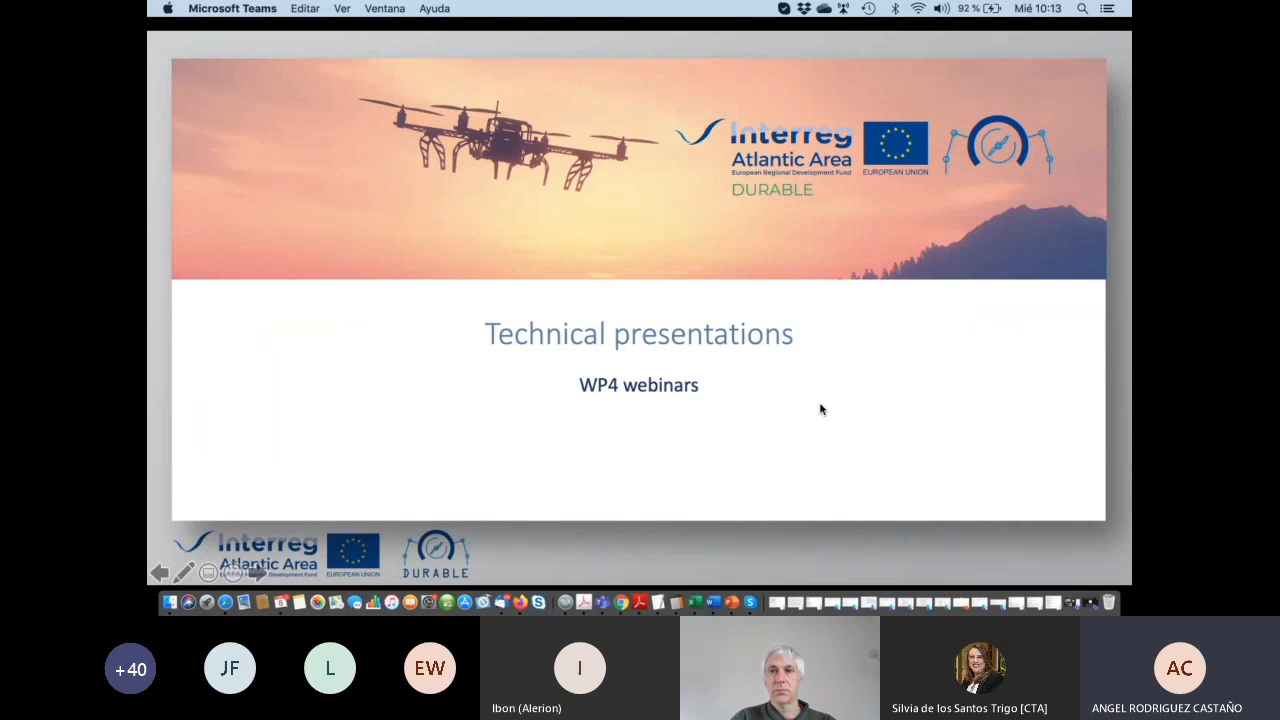 Microsoft Teams Editar Ver Ventana Ayuda 92 % Mié 10:13
Interreg
Atlantic Area
European Regional Development Fund EUROPEAN UNION
DURABLE
Technical presentations
WP4 webinars
Interreg
Atlantic Area
EUROPEAN UNION
DURABLE
+40 JF L EW I AC
Ibon (Alerion) Silvia de los Santos Trigo [CTA] ANGEL RODRIGUEZ CASTAÑO